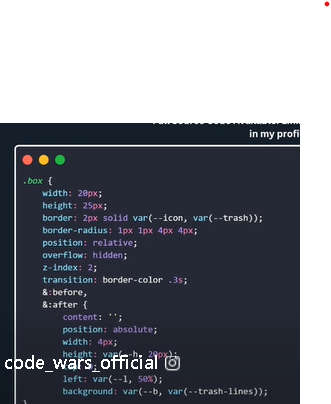 in my profi
.box {
width: 20px;
height: 25px;
border: 2px solid var(--icon, var(--trash));
border-radius: 1px 1px 4px 4px;
position: relative;
overflow: hidden;
z-index: 2;
transition: border-color .3s;
&:before,
&:after {
content: '';
position: absolute;
width: 4px;
height: var(--h, 20px);
code_wars_official
left: var(--l, 50%);
background: var(--b, var(--trash-lines));
}